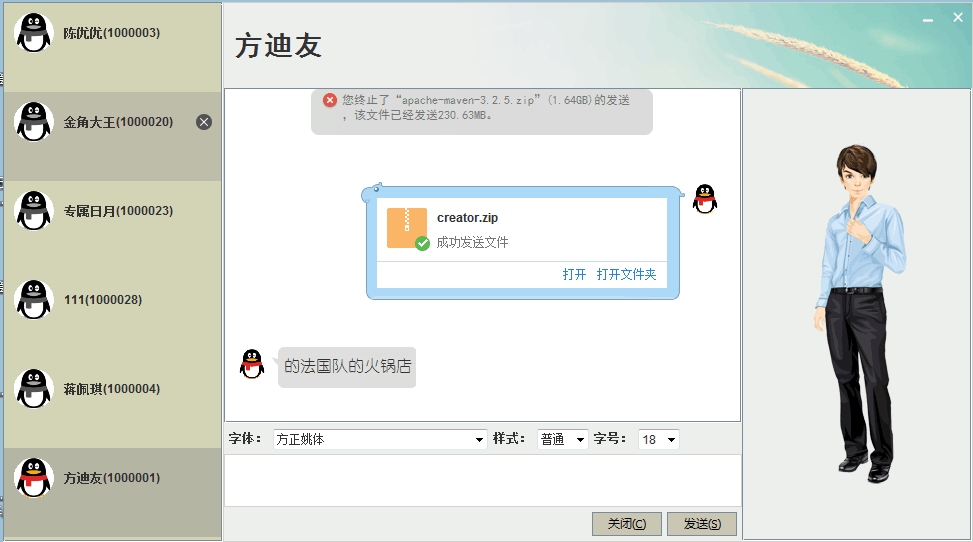 陈优优(1000003)
金角大王(1000020)
专属日月(1000023)
111(1000028)
蒋佩琪(1000004)
方迪友(1000001)
方迪友
您终止了“apache-maven-3.2.5.zip”(1.64GB)的发送
，该文件已经发送230.63MB。
creator.zip
成功发送文件
打开 打开文件夹
的法国队的火锅店
字体： 方正姚体 样式： 普通 字号： 18
关闭(C) 发送(S)